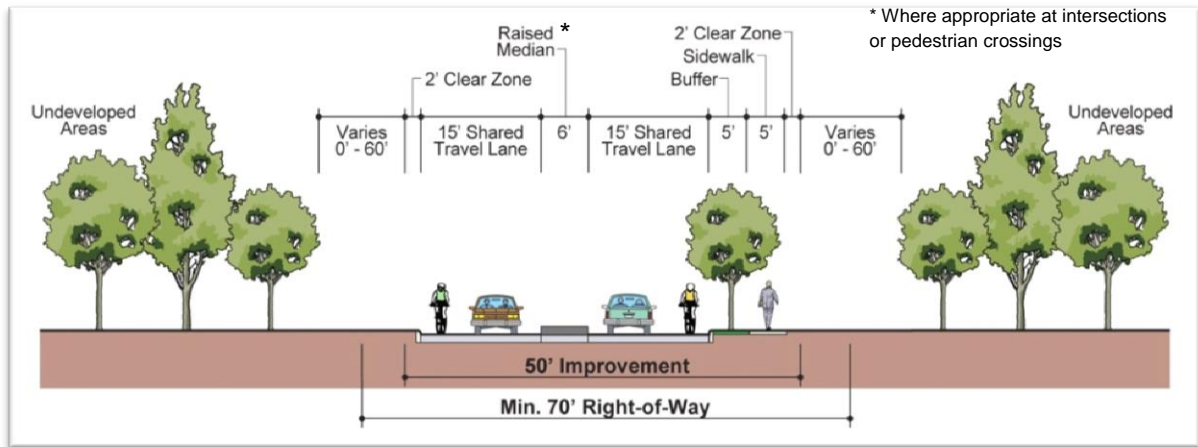 * Where appropriate at intersections
or pedestrian crossings
Raised *
Median
2' Clear Zone
Sidewalk
Buffer
2' Clear Zone
Undeveloped
Areas
Varies
0' - 60'
15' Shared
Travel Lane
6'
15' Shared
Travel Lane
5'
5'
Varies
0' - 60'
Undeveloped
Areas
50' Improvement
Min. 70' Right-of-Way